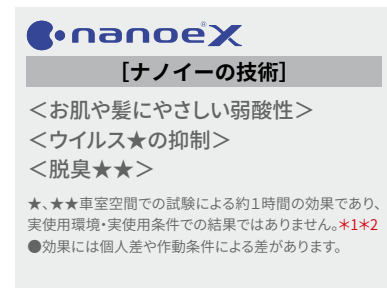 nanoe®X
[ナノイーの技術]
＜お肌や髪にやさしい弱酸性＞
＜ウイルス★の抑制＞
＜脱臭★★＞
★、★★車室空間での試験による約1時間の効果であり、
実使用環境・実使用条件での結果ではありません。＊1＊2
●効果には個人差や作動条件による差があります。